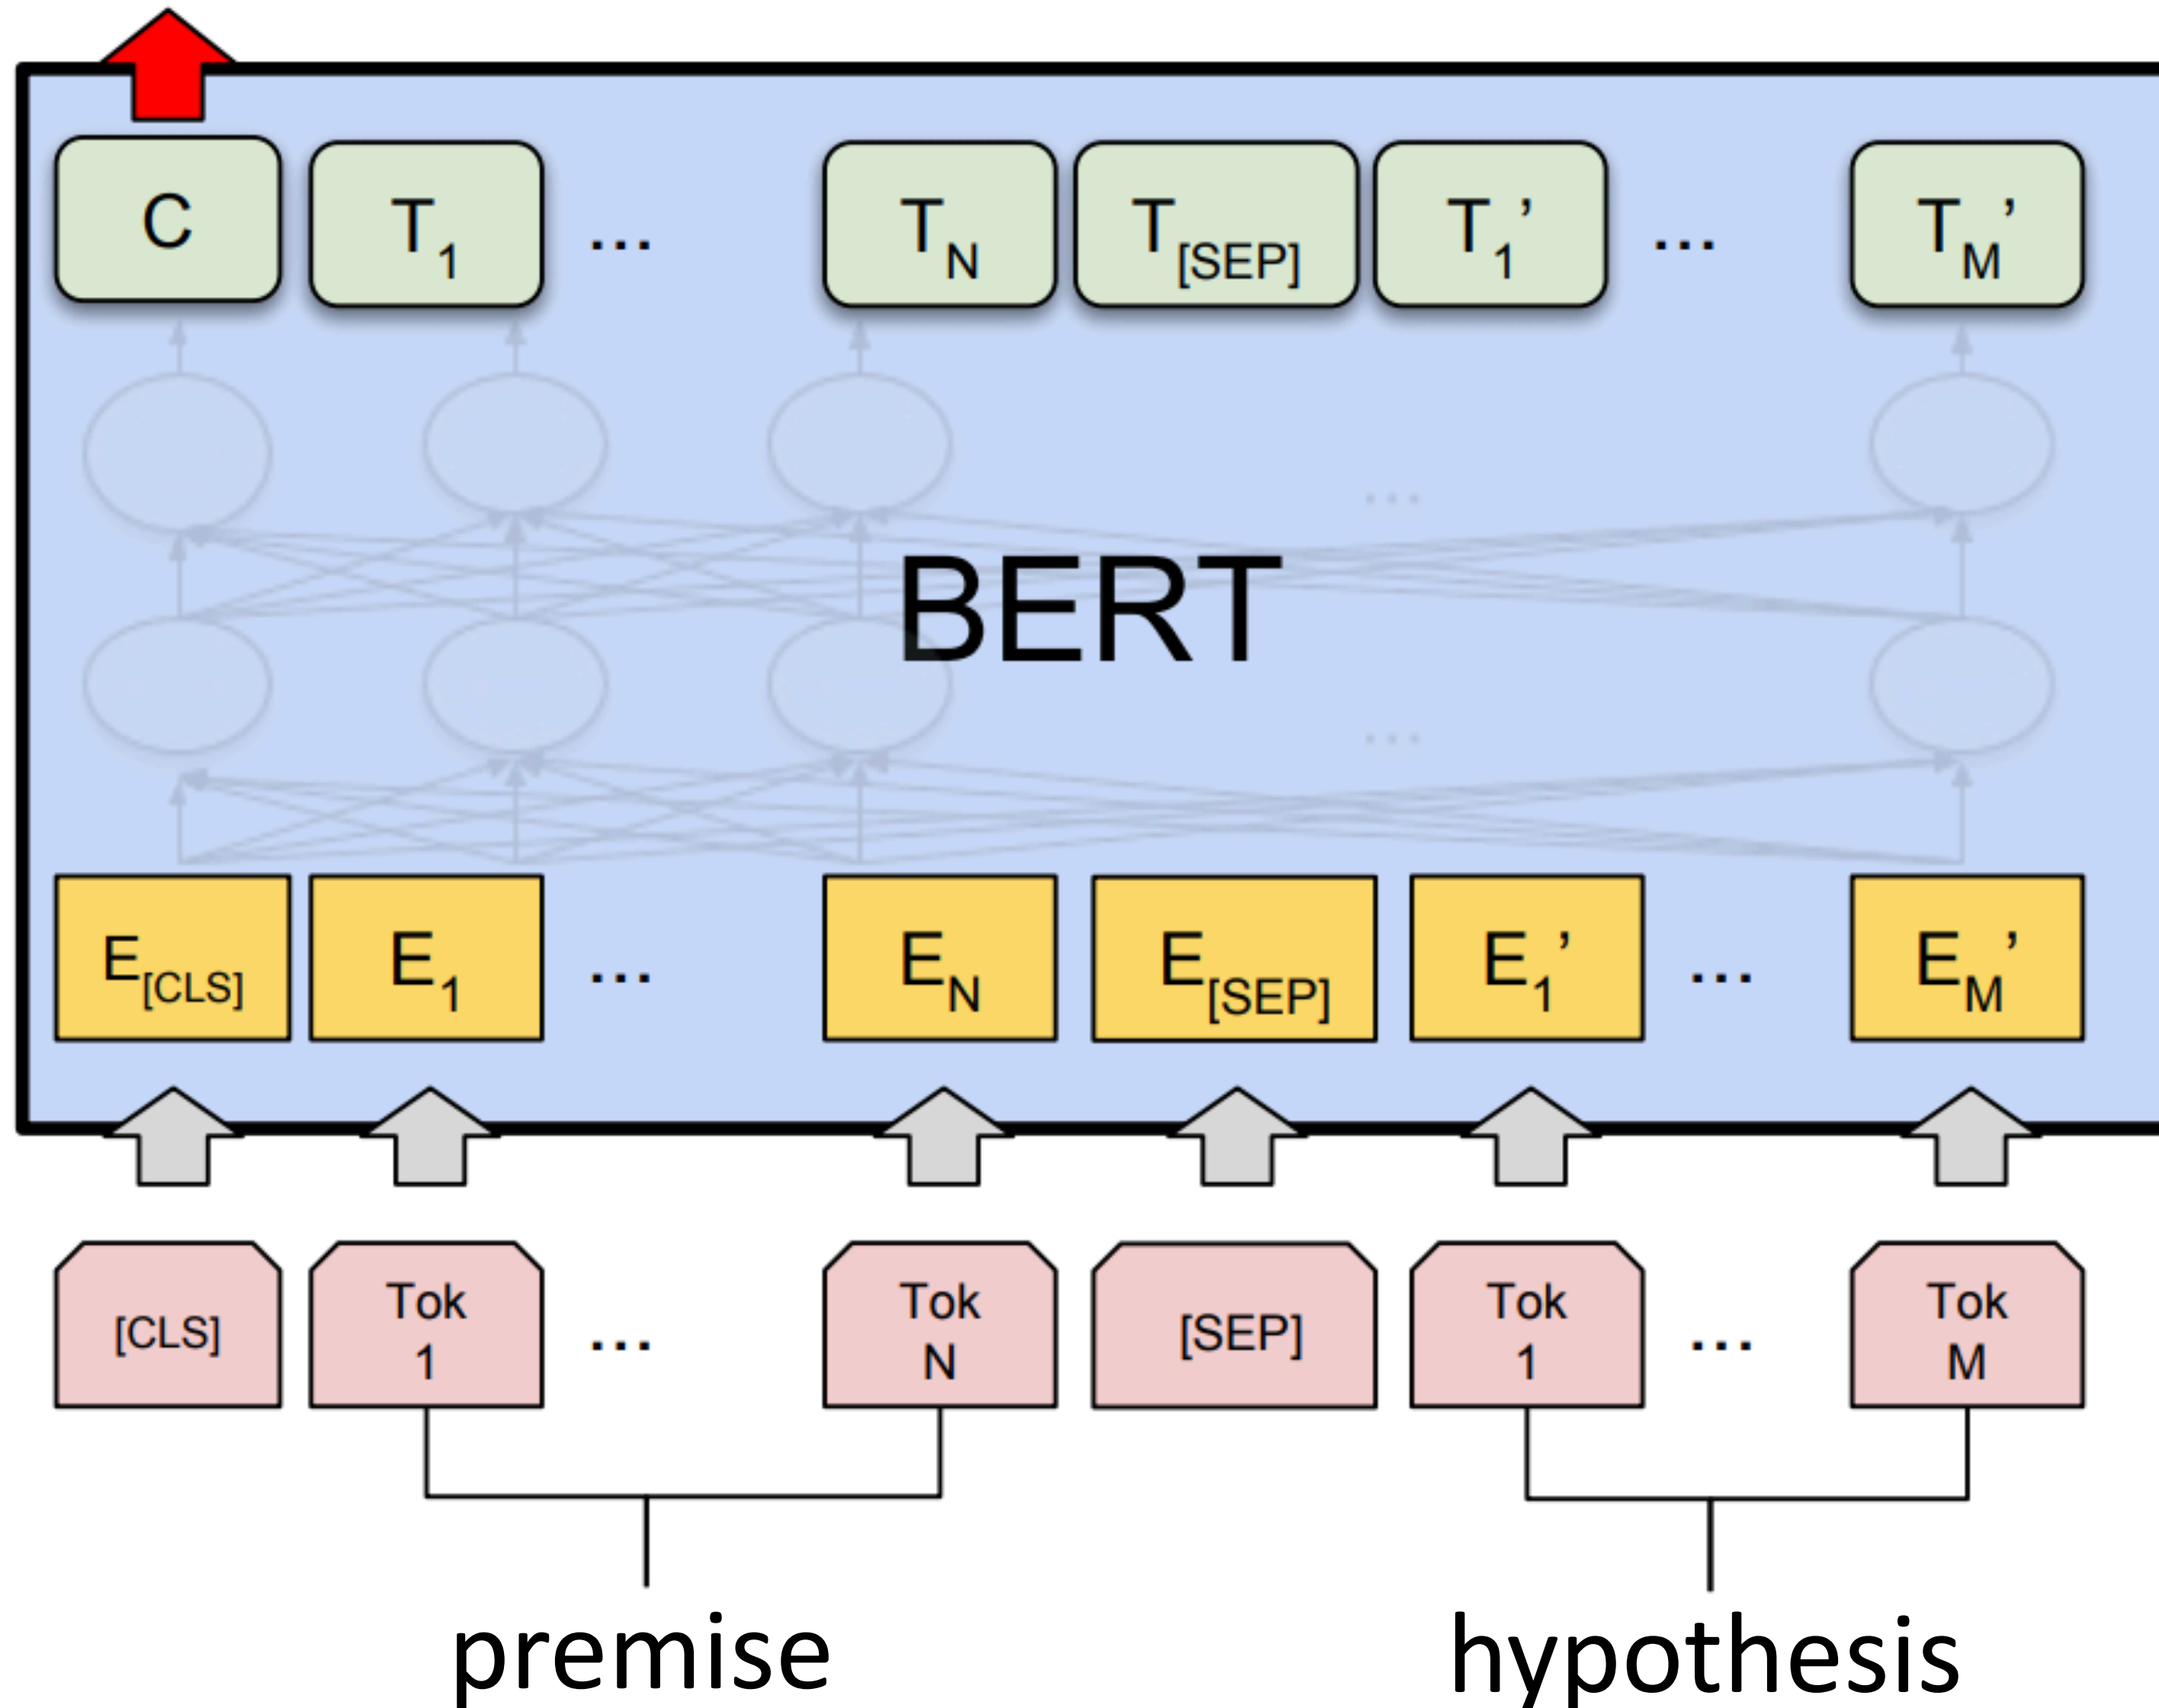 C T1 ... TN T[SEP] T1’ ... TM’
...
BERT
...
E[CLS] E1 ... EN E[SEP] E1’ ... EM’
[CLS] Tok 1 ... Tok N [SEP] Tok 1 ... Tok M
premise hypothesis